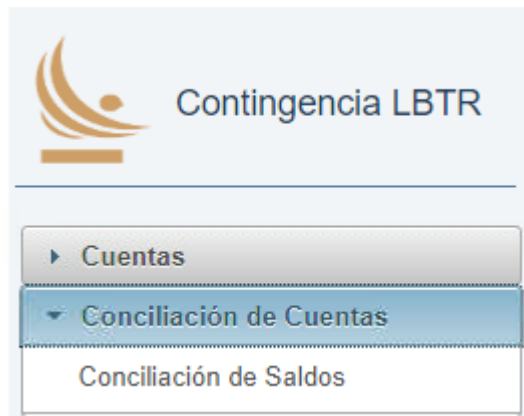 Contingencia LBTR
Cuentas
Conciliación de Cuentas
Conciliación de Saldos